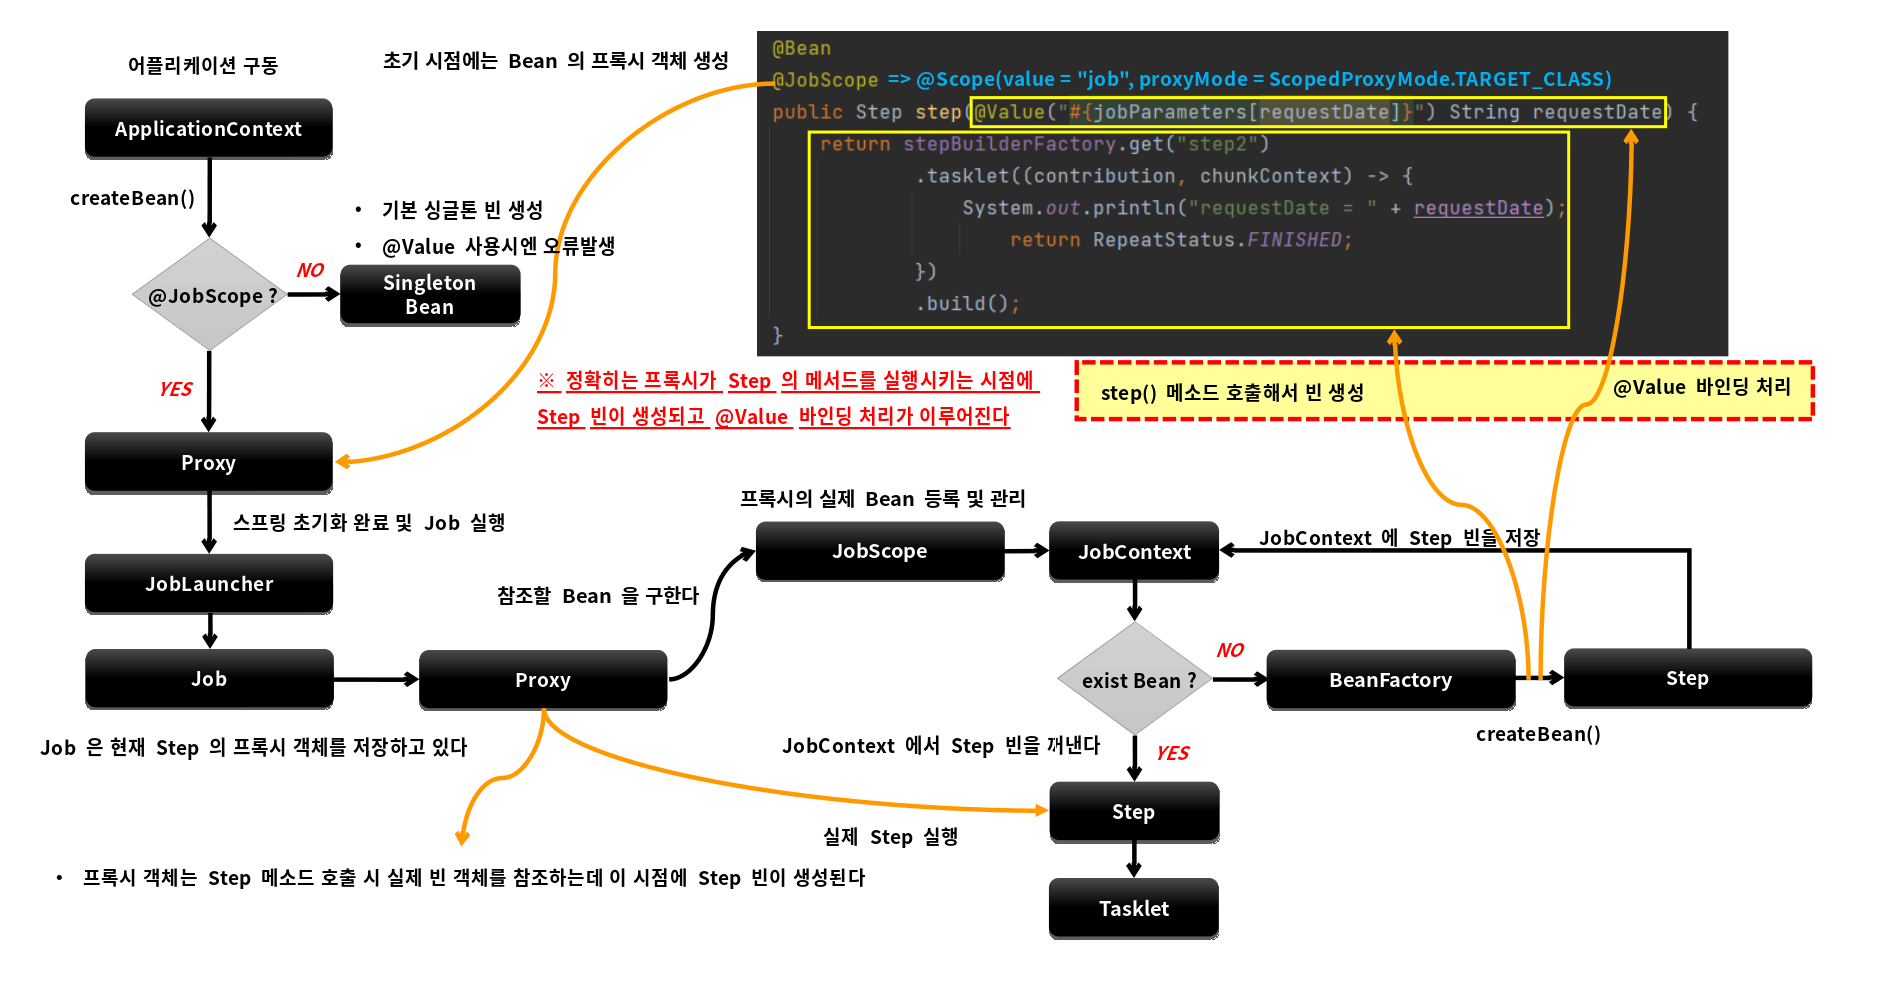 어플리케이션 구동
ApplicationContext
createBean()
@JobScope ?
NO
• 기본 싱글톤 빈 생성
• @Value 사용시엔 오류발생
Singleton
Bean
YES
초기 시점에는 Bean 의 프록시 객체 생성
@Bean
@JobScope => @Scope(value = "job", proxyMode = ScopedProxyMode.TARGET_CLASS)
public Step step(@Value("#{jobParameters[requestDate]}") String requestDate) {
return stepBuilderFactory.get("step2")
.tasklet((contribution, chunkContext) -> {
System.out.println("requestDate = " + requestDate);
return RepeatStatus.FINISHED;
})
.build();
}
※ 정확히는 프록시가 Step 의 메서드를 실행시키는 시점에
Step 빈이 생성되고 @Value 바인딩 처리가 이루어진다
step() 메소드 호출해서 빈 생성
@Value 바인딩 처리
Proxy
스프링 초기화 완료 및 Job 실행
JobLauncher
Job
Job 은 현재 Step 의 프록시 객체를 저장하고 있다
Proxy
참조할 Bean 을 구한다
프록시의 실제 Bean 등록 및 관리
JobScope
JobContext
JobContext 에 Step 빈을 저장
exist Bean ?
NO
BeanFactory
createBean()
Step
JobContext 에서 Step 빈을 꺼낸다
YES
Step
실제 Step 실행
Tasklet
• 프록시 객체는 Step 메소드 호출 시 실제 빈 객체를 참조하는데 이 시점에 Step 빈이 생성된다